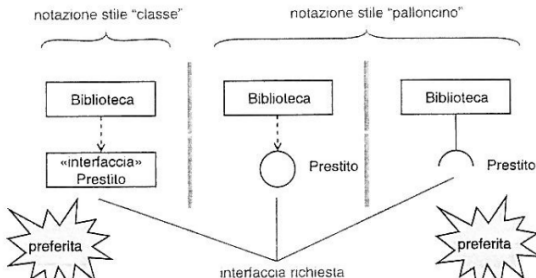 notazione stile "classe"
notazione stile "palloncino"
Biblioteca
Biblioteca
Biblioteca
«interfaccia»
Prestito
Prestito
Prestito
preferita
preferita
interfaccia richiesta